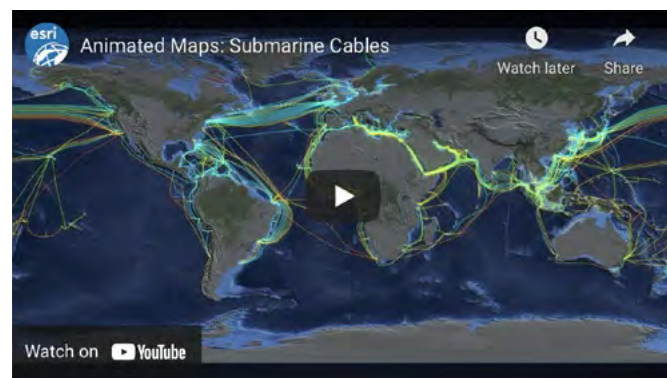 esri
Animated Maps: Submarine Cables
Watch later
Share
Watch on YouTube